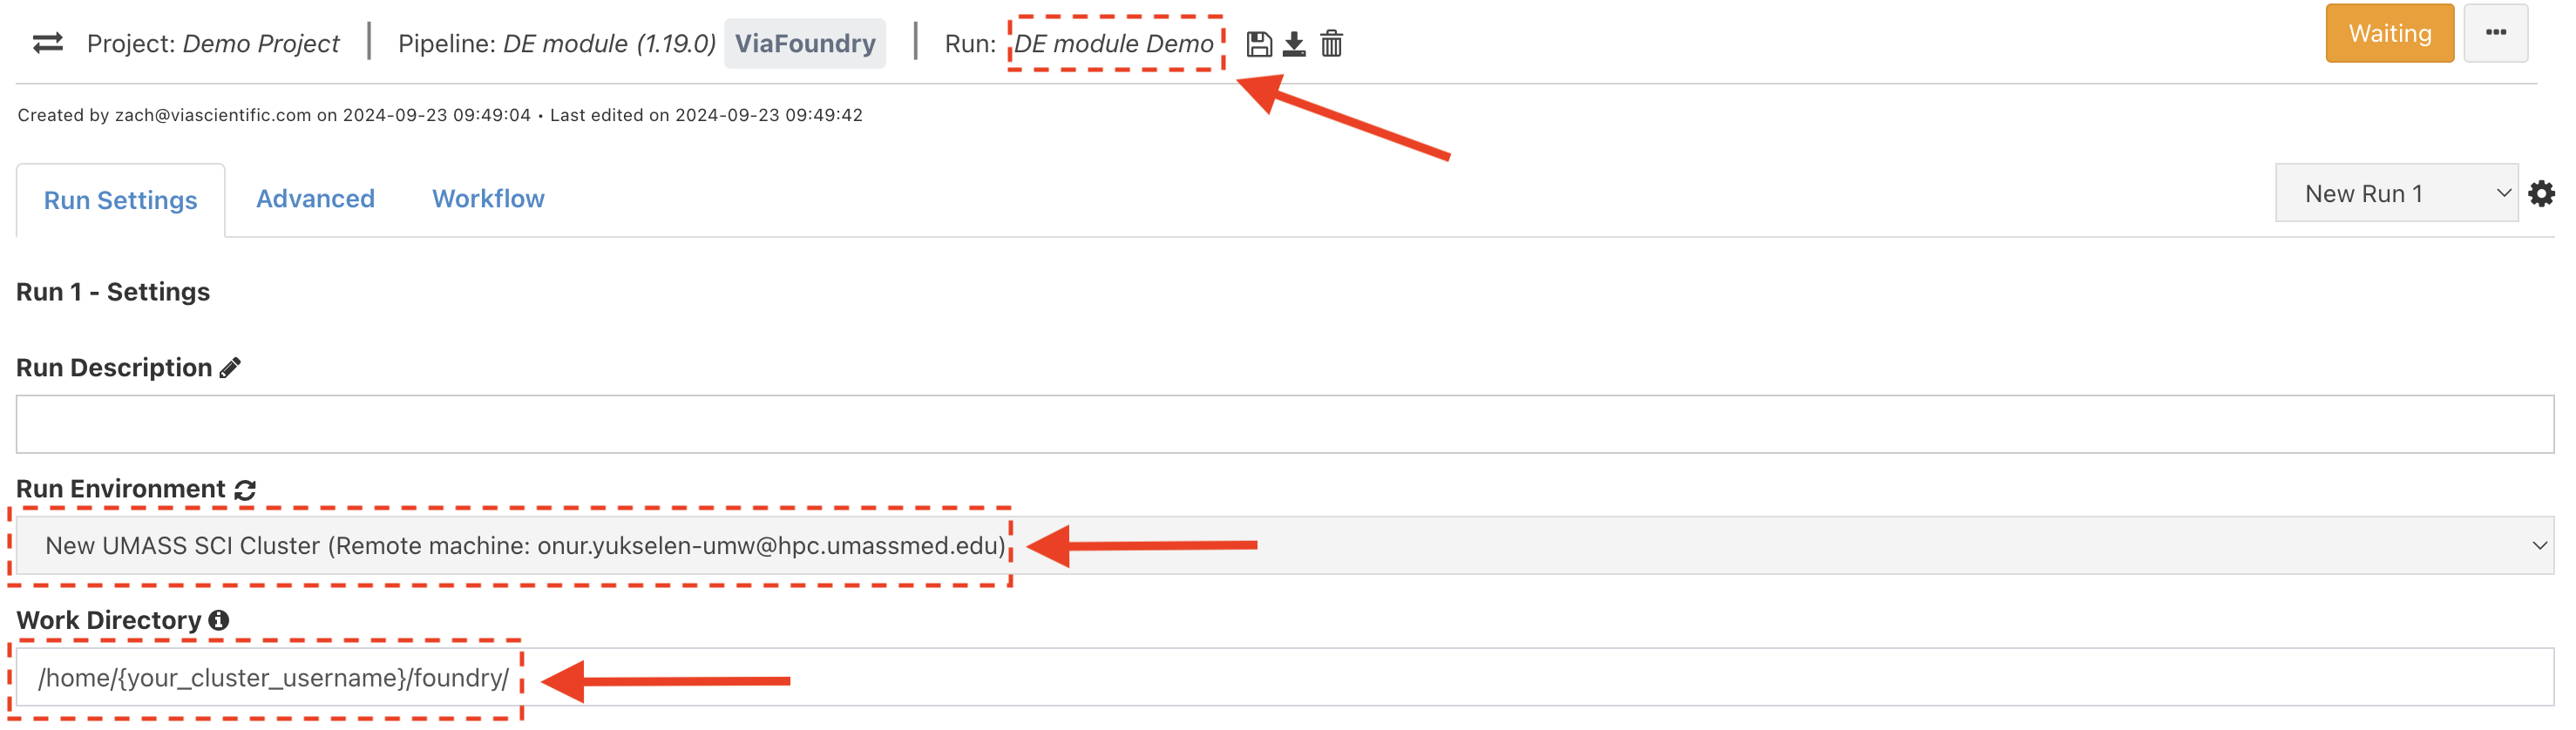 Project: Demo Project | Pipeline: DE module (1.19.0) ViaFoundry | Run: DE module Demo Waiting ...
Created by zach@viascientific.com on 2024-09-23 09:49:04 • Last edited on 2024-09-23 09:49:42
Run Settings Advanced Workflow New Run 1
Run 1 - Settings
Run Description
Run Environment
New UMASS SCI Cluster (Remote machine: onur.yukselen-umw@hpc.umassmed.edu)
Work Directory
/home/{your_cluster_username}/foundry/